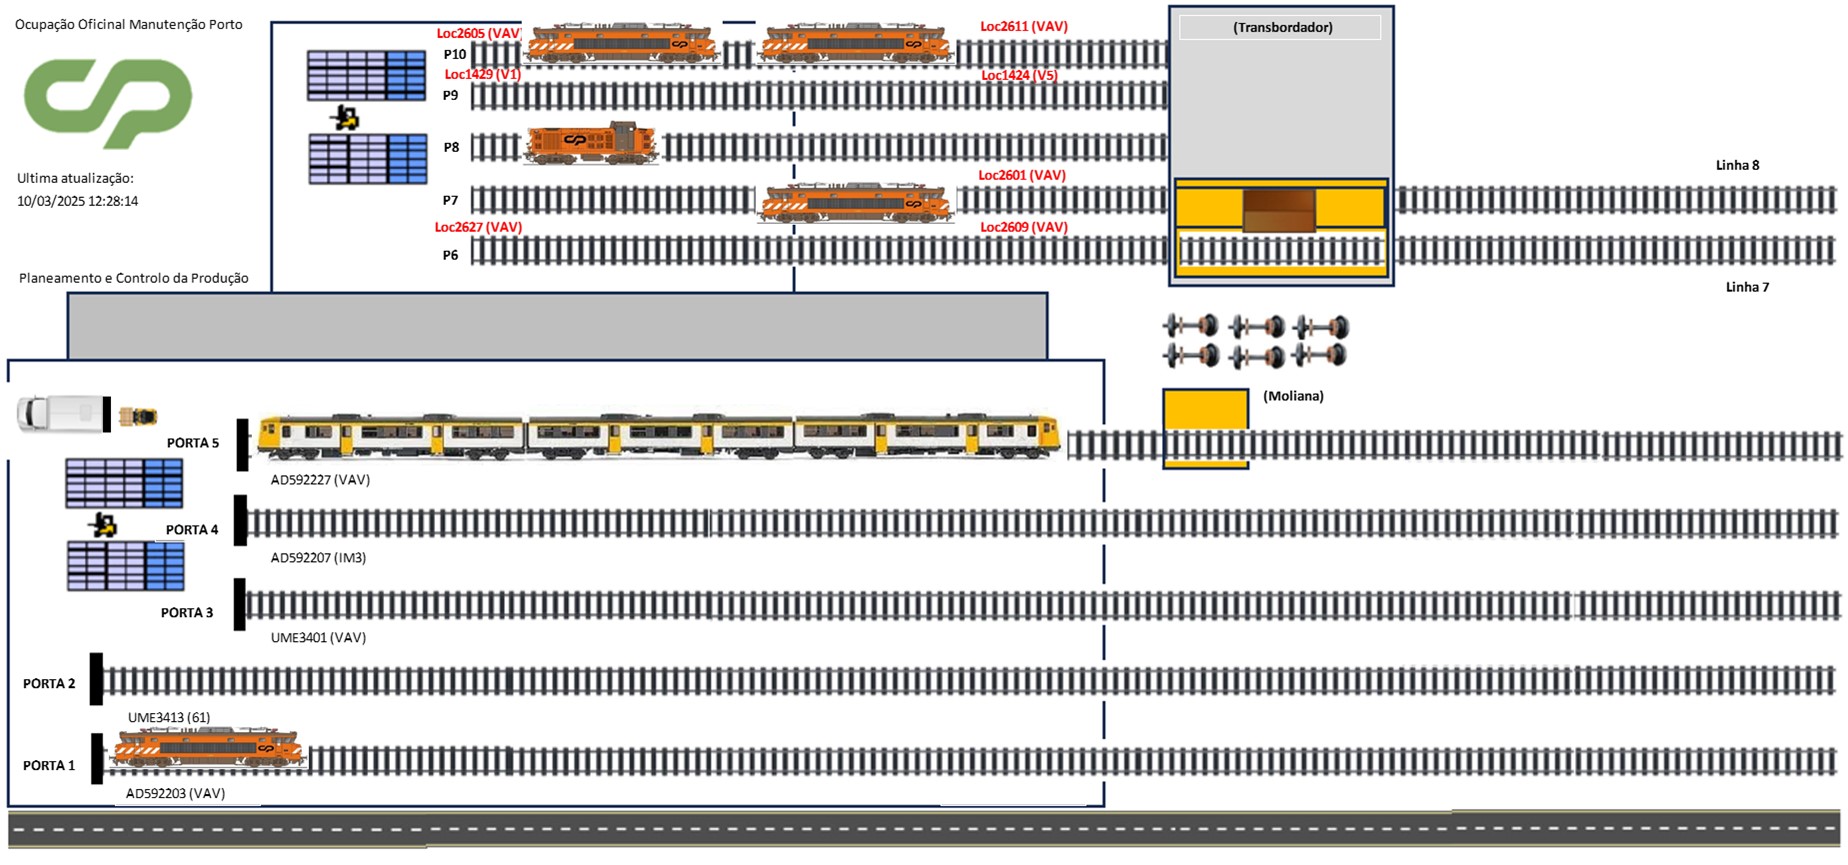 Ocupação Oficinal Manutenção Porto
CP
Ultima atualização:
10/03/2025 12:28:14
Planeamento e Controlo da Produção
Loc2605 (VAV)
Loc2611 (VAV)
P10
Loc1429 (V1)
Loc1424 (V5)
P9
P8
Loc2601 (VAV)
P7
Loc2627 (VAV)
Loc2609 (VAV)
P6
(Transbordador)
Linha 8
Linha 7
(Moliana)
PORTA 5
AD592227 (VAV)
PORTA 4
AD592207 (IM3)
PORTA 3
UME3401 (VAV)
PORTA 2
UME3413 (61)
PORTA 1
AD592203 (VAV)